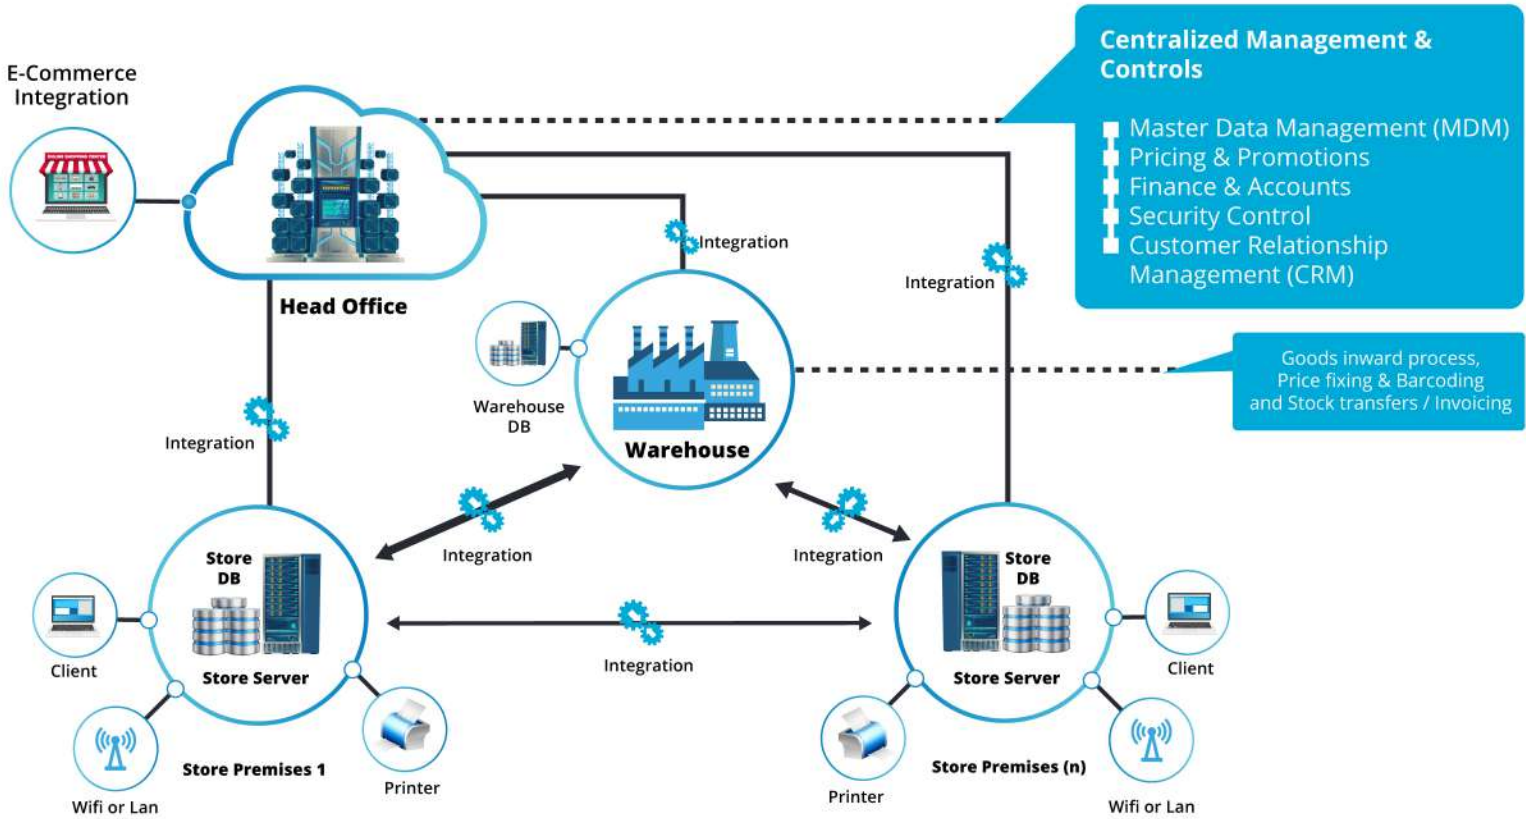 E-Commerce
Integration
Head Office
Centralized Management &
Controls
Master Data Management (MDM)
Pricing & Promotions
Finance & Accounts
Security Control
Customer Relationship
Management (CRM)
Integration
Integration
Warehouse
DB
Warehouse
Goods inward process,
Price fixing & Barcoding
and Stock transfers / Invoicing
Integration
Integration
Integration
Integration
Store
DB
Store Server
Client
Wifi or Lan
Printer
Store Premises 1
Store
DB
Store Server
Client
Printer
Wifi or Lan
Store Premises (n)